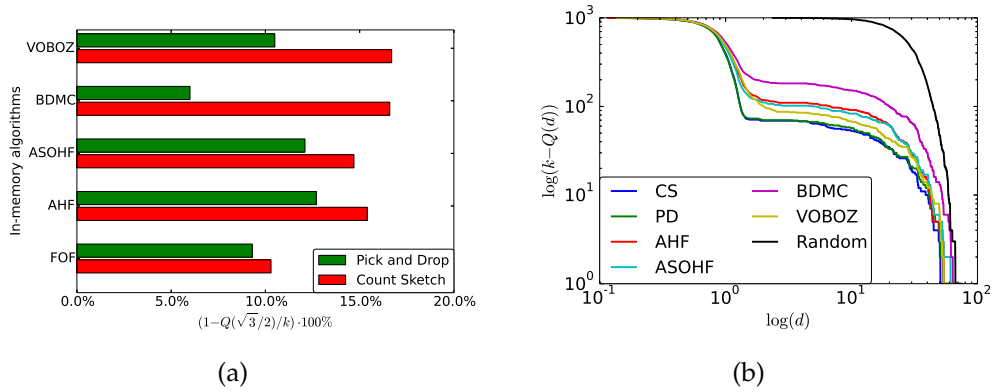 VOBOZ
BDMC
ASOHF
AHF
FOF
In-memory algorithms
Pick and Drop
Count Sketch
0.0% 5.0% 10.0% 15.0% 20.0%
(1−Q(√3/2)/k)·100%
(a)
10³
10²
10¹
10⁰
log(k−Q(d))
CS
PD
AHF
ASOHF
BDMC
VOBOZ
Random
10⁻¹ 10⁰ 10¹ 10²
log(d)
(b)